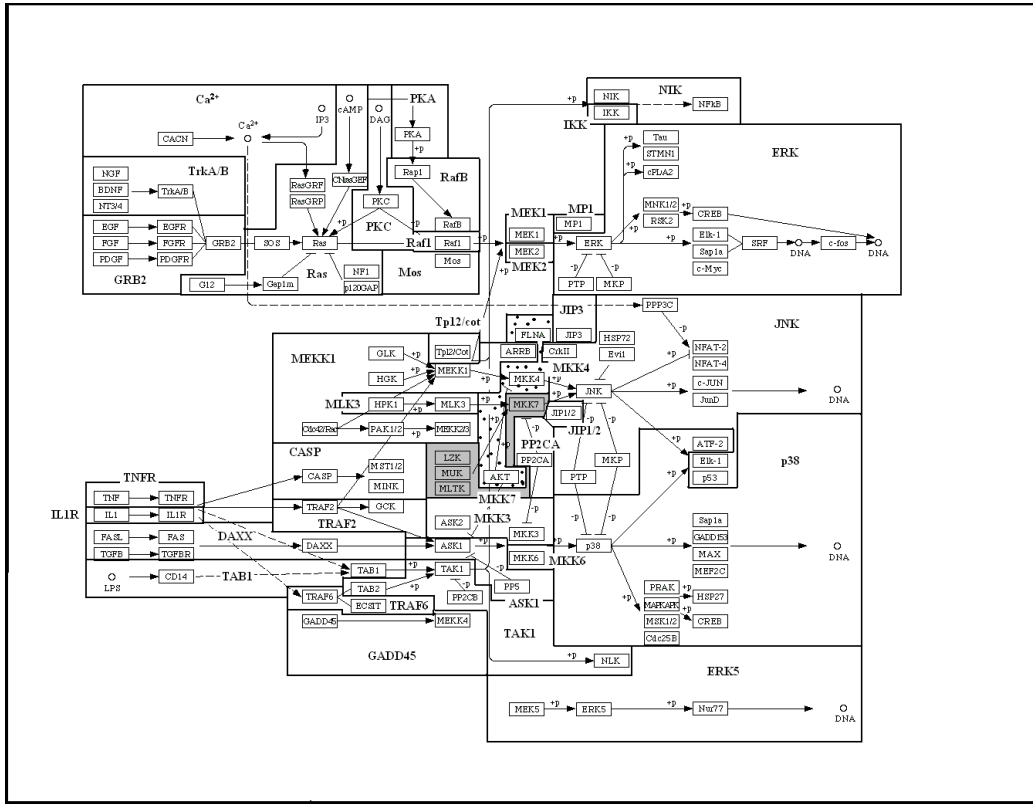 NIK
NIK
NFkB
IKK
IKK
Ca²⁺
PKA
cAMP
DAG
IP3
Ca²⁺
CACN
PKA
+p
+p
Tau
STMN1
cPLA2
ERK
TrkA/B
RafB
NGF
BDNF
NT3/4
TrkA/B
RasGRF
RasGRP
CNrasGEF
Rap1
PKC
PKC
RafB
MEK1
MP1
MP1
MNK1/2
RSK2
CREB
EGF
EGFR
FGF
FGFR
PDGF
PDGFR
GRB2
SOS
Ras
Raf1
Raf1
Mos
MEK1
MEK2
MEK2
ERK
Elk-1
Sap1a
c-Myc
SRF
DNA
c-fos
DNA
GRB2
Ras
Mos
G12
Gap1m
NF1
p120GAP
PTP
MKP
-p
-p
JIP3
PPP3C
JNK
Tpl2/cot
FLNA
JIP3
HSP72
Evi1
MEKK1
GLK
HGK
Tpl2/Cot
MEKK1
ARRB
CrkII
MKK4
MKK4
NFAT-2
NFAT-4
MLK3
HPK1
MLK3
MKK7
JNK
c-JUN
JunD
DNA
JIP1/2
JIP1/2
Cdc42/Rac
PAK1/2
MEKK2/3
PP2CA
PP2CA
CASP
CASP
MST1/2
MINK
LZK
MUK
MLTK
AKT
PTP
MKP
ATF-2
Elk-1
p53
p38
MKK7
TNFR
TNF
TNFR
TRAF2
GCK
TRAF2
MKK3
IL1R
IL1
IL1R
ASK2
MKK3
FASL
FAS
DAXX
DAXX
ASK1
MKK6
MKK6
p38
Sap1a
GADD153
MAX
MEF2C
DNA
TGFB
TGFBR
LPS
CD14
TAB1
TAB1
TAB2
TAK1
PP5
PP2CB
ASK1
TRAF6
ECSIT
TRAF6
PRAK
MAPKAPK
MSK1/2
Cdc25B
HSP27
CREB
GADD45
MEKK4
TAK1
GADD45
NLK
+p
ERK5
MEK5
+p
ERK5
+p
Nur77
DNA